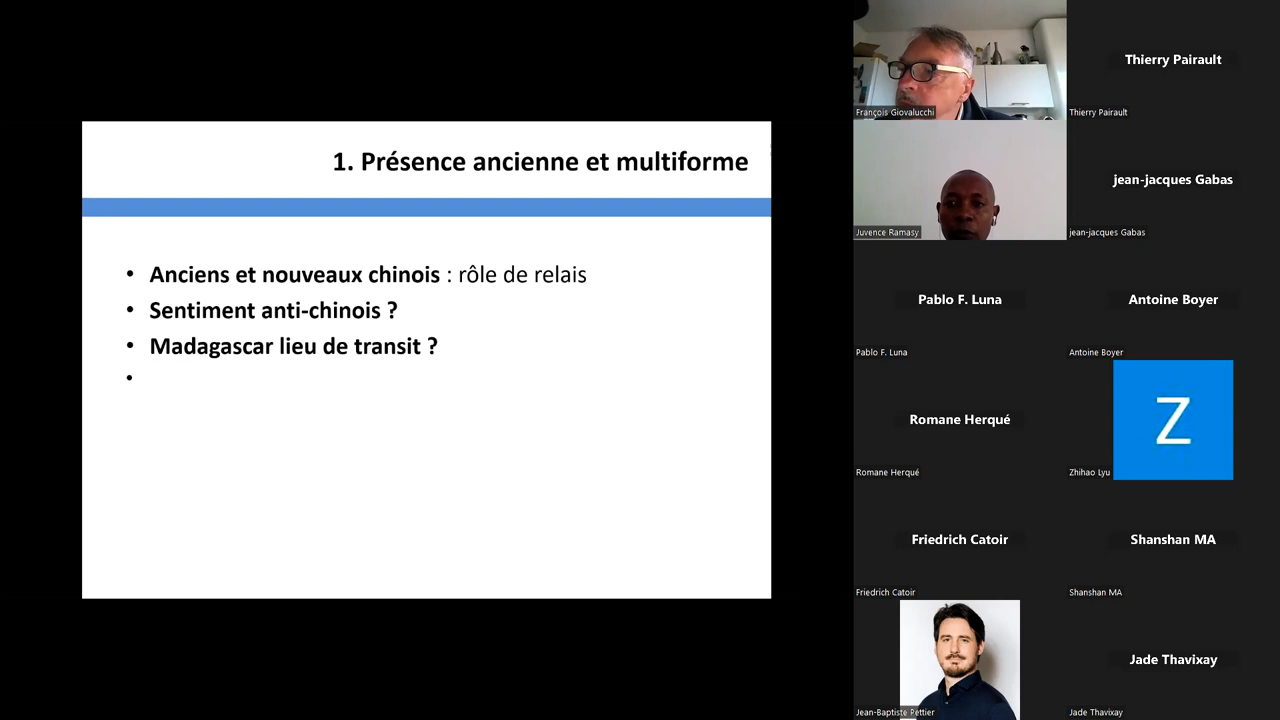 1. Présence ancienne et multiforme
• Anciens et nouveaux chinois : rôle de relais
• Sentiment anti-chinois ?
• Madagascar lieu de transit ?
•
François Giovalucchi
Thierry Pairault
Thierry Pairault
Juvence Ramasy
jean-jacques Gabas
jean-jacques Gabas
Pablo F. Luna
Pablo F. Luna
Antoine Boyer
Antoine Boyer
Romane Herqué
Romane Herqué
Z
Zhihao Lyu
Friedrich Catoir
Friedrich Catoir
Shanshan MA
Shanshan MA
Jean-Baptiste Pettier
Jade Thavixay
Jade Thavixay